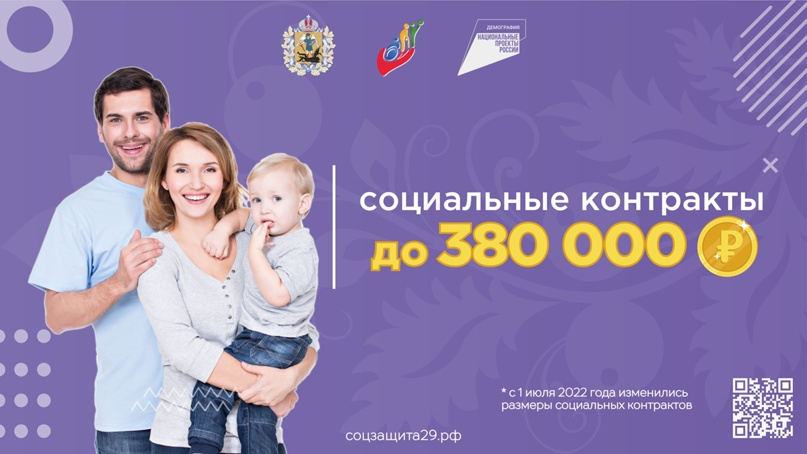 ДЕМОГРАФИЯ
НАЦИОНАЛЬНЫЕ
ПРОЕКТЫ
РОССИИ
социальные контракты
до 380 000 ₽
* с 1 июля 2022 года изменились
размеры социальных контрактов
соцзащита29.рф